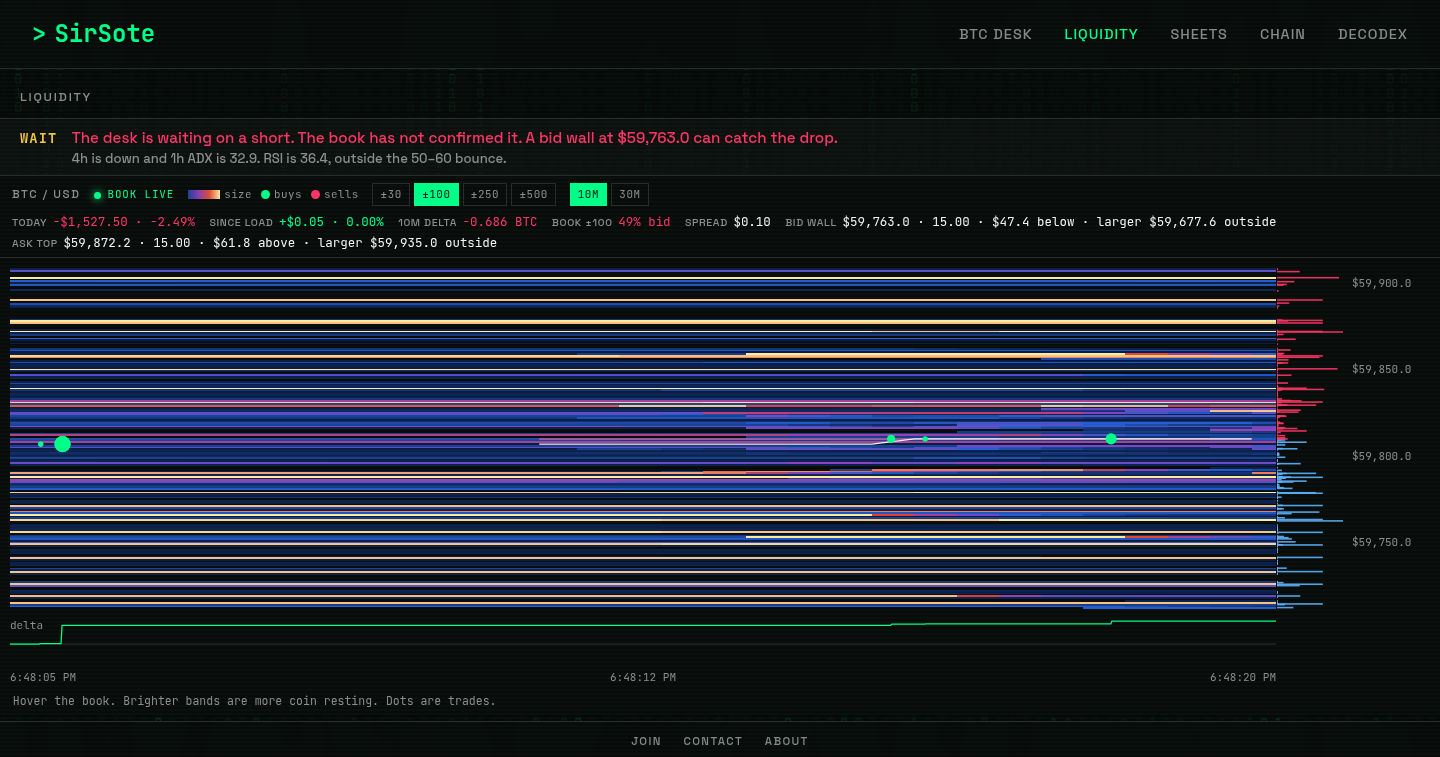 > SirSote
BTC DESK LIQUIDITY SHEETS CHAIN DECODEX
LIQUIDITY
WAIT The desk is waiting on a short. The book has not confirmed it. A bid wall at $59,763.0 can catch the drop.
4h is down and 1h ADX is 32.9. RSI is 36.4, outside the 50–60 bounce.
BTC / USD BOOK LIVE size buys sells ±30 ±100 ±250 ±500 10M 30M
TODAY -$1,527.50 · -2.49% SINCE LOAD +$0.05 · 0.00% 10M DELTA -0.686 BTC BOOK ±100 49% bid SPREAD $0.10 BID WALL $59,763.0 · 15.00 · $47.4 below · larger $59,677.6 outside
ASK TOP $59,872.2 · 15.00 · $61.8 above · larger $59,935.0 outside
$59,900.0
$59,850.0
$59,800.0
$59,750.0
delta
6:48:05 PM 6:48:12 PM 6:48:20 PM
Hover the book. Brighter bands are more coin resting. Dots are trades.
JOIN CONTACT ABOUT